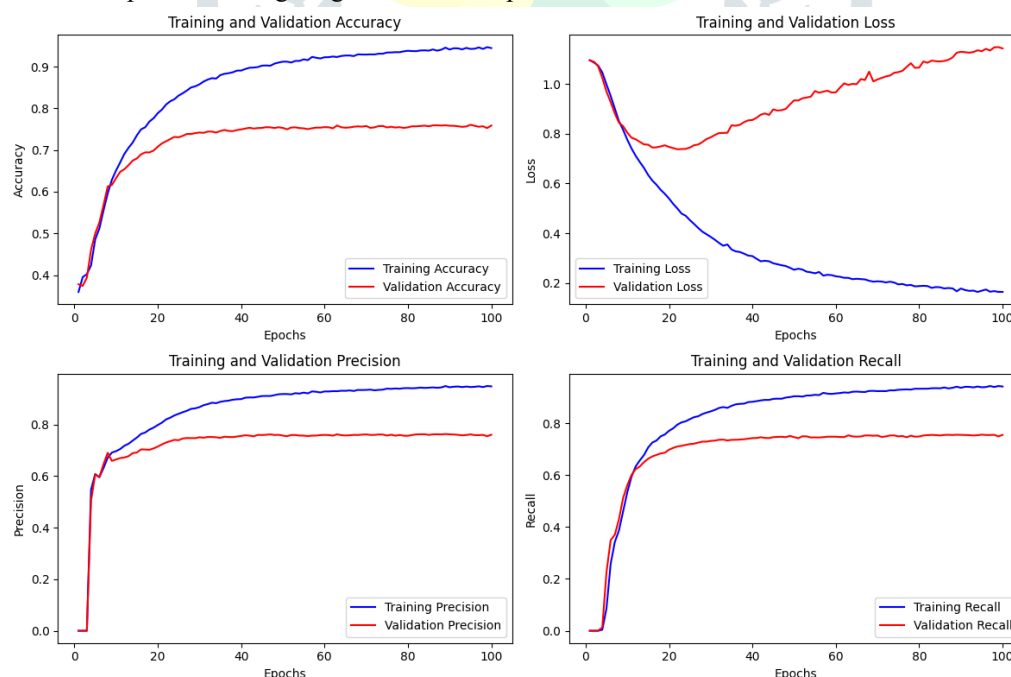 Training and Validation Accuracy
Accuracy
0.9
0.8
0.7
0.6
0.5
0.4
Training Accuracy
Validation Accuracy
0 20 40 60 80 100
Epochs
Training and Validation Loss
Loss
1.0
0.8
0.6
0.4
0.2
Training Loss
Validation Loss
0 20 40 60 80 100
Epochs
Training and Validation Precision
Precision
0.8
0.6
0.4
0.2
0.0
Training Precision
Validation Precision
0 20 40 60 80 100
Epochs
Training and Validation Recall
Recall
0.8
0.6
0.4
0.2
0.0
Training Recall
Validation Recall
0 20 40 60 80 100
Epochs